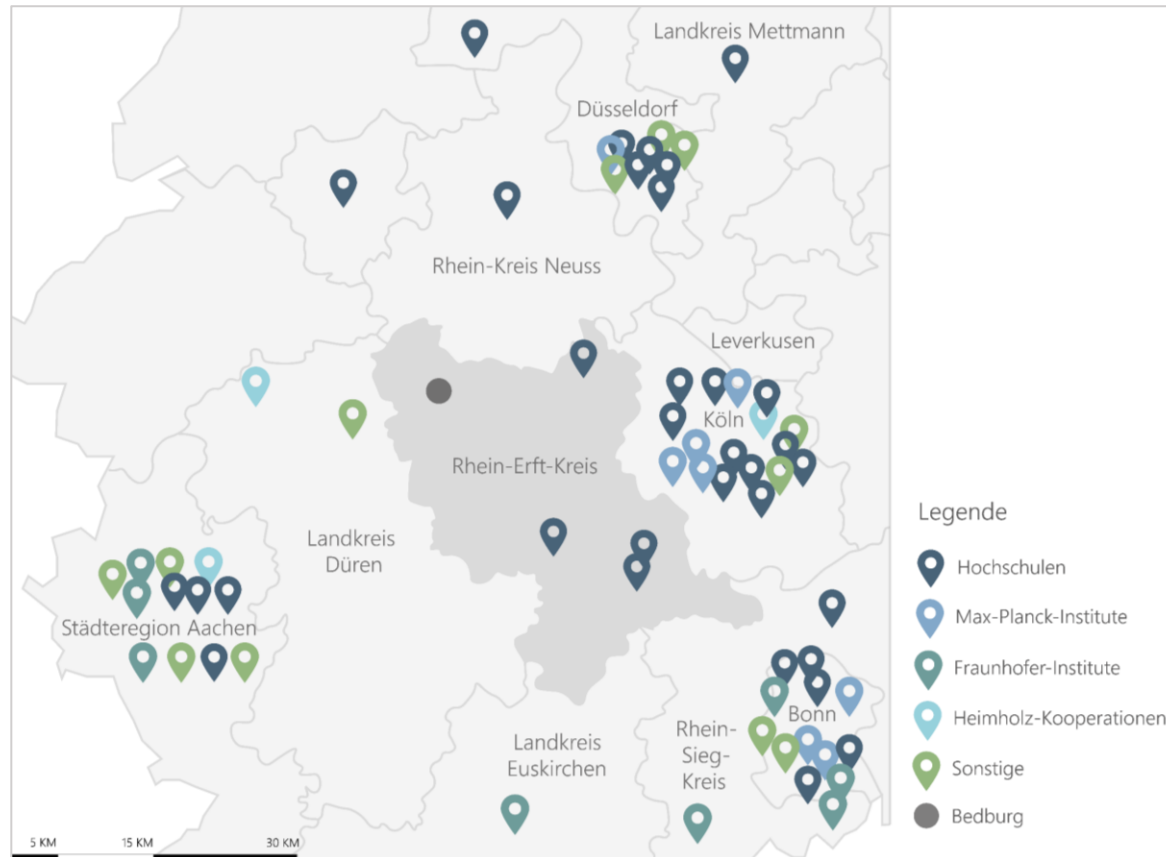 Landkreis Mettmann
Düsseldorf
Rhein-Kreis Neuss
Leverkusen
Köln
Rhein-Erft-Kreis
Landkreis
Düren
Städteregion Aachen
Bonn
Rhein-
Sieg-
Kreis
Landkreis
Euskirchen
5 KM 15 KM 30 KM
Legende
Hochschulen
Max-Planck-Institute
Fraunhofer-Institute
Heimholz-Kooperationen
Sonstige
Bedburg